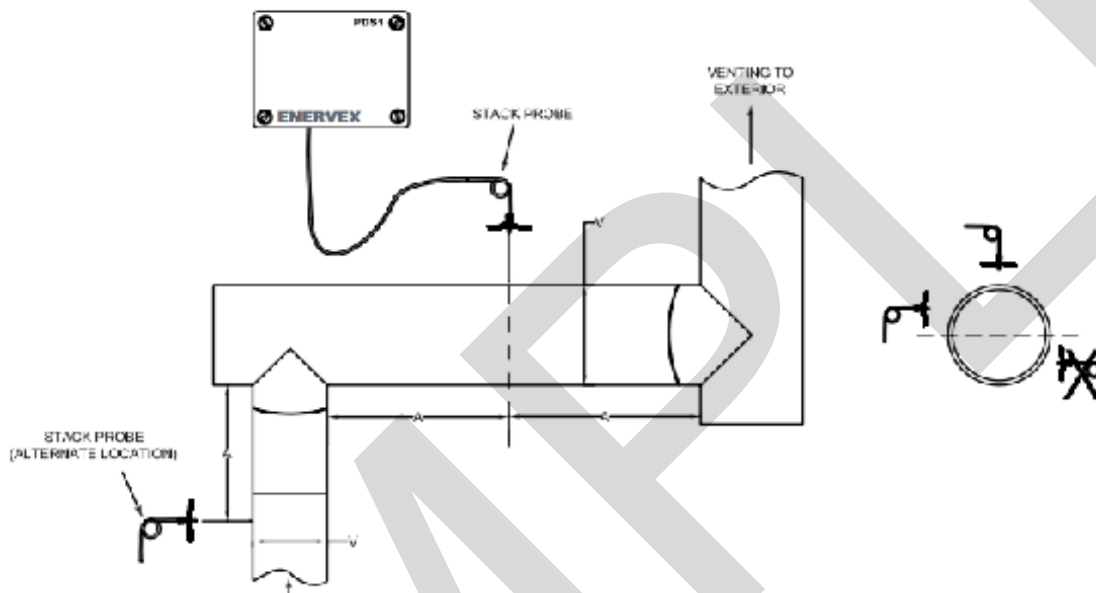 PDS1
ENERVEX
STACK PROBE
VENTING TO
EXTERIOR
V
A
A
STACK PROBE
(ALTERNATE LOCATION)
A
V